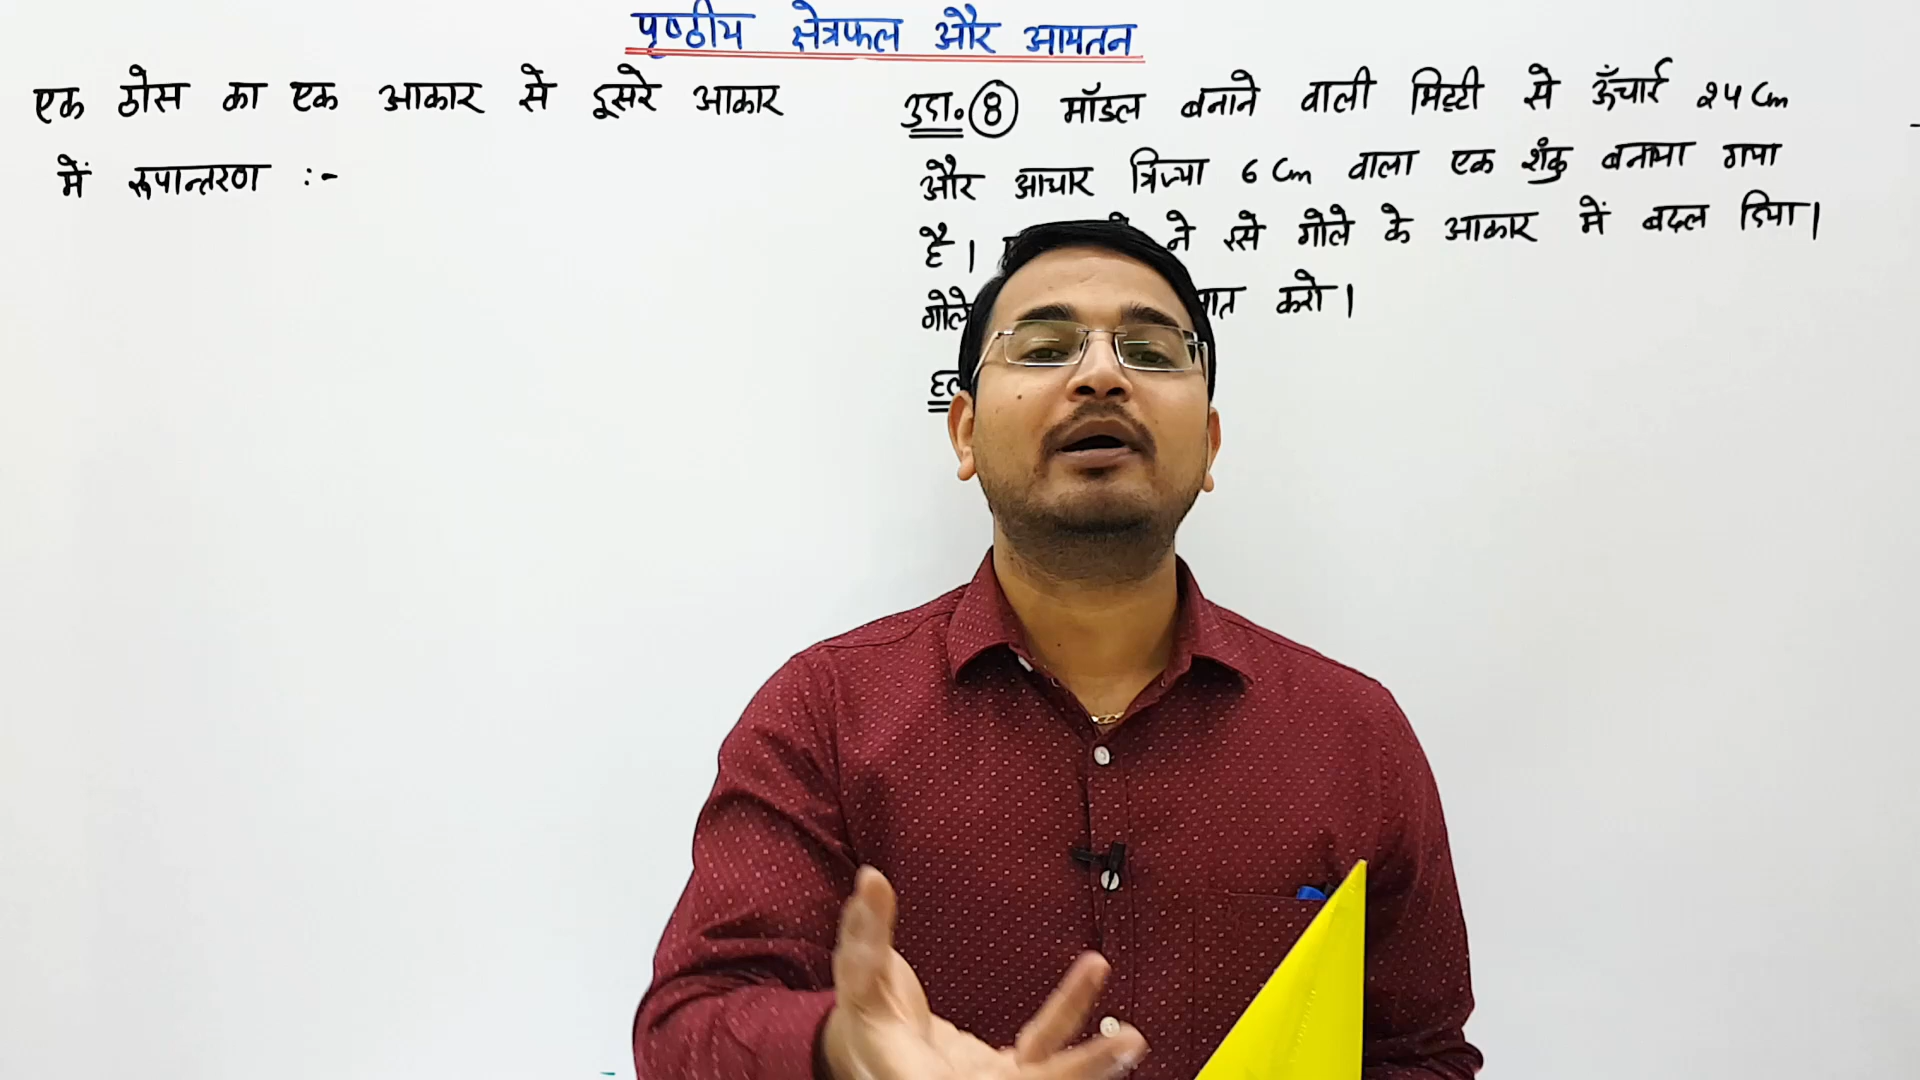 पृष्ठीय क्षेत्रफल और आयतन
एक ठोस का एक आकार से दूसरे आकार
में रूपान्तरण :-
उदा. 8 मॉडल बनाने वाली मिट्टी से ऊँचाई 24 Cm
और आधार त्रिज्या 6 Cm वाला एक शंकु बनाया गया
है। ने इसे गोले के आकार में बदल दिया।
गोले करो।